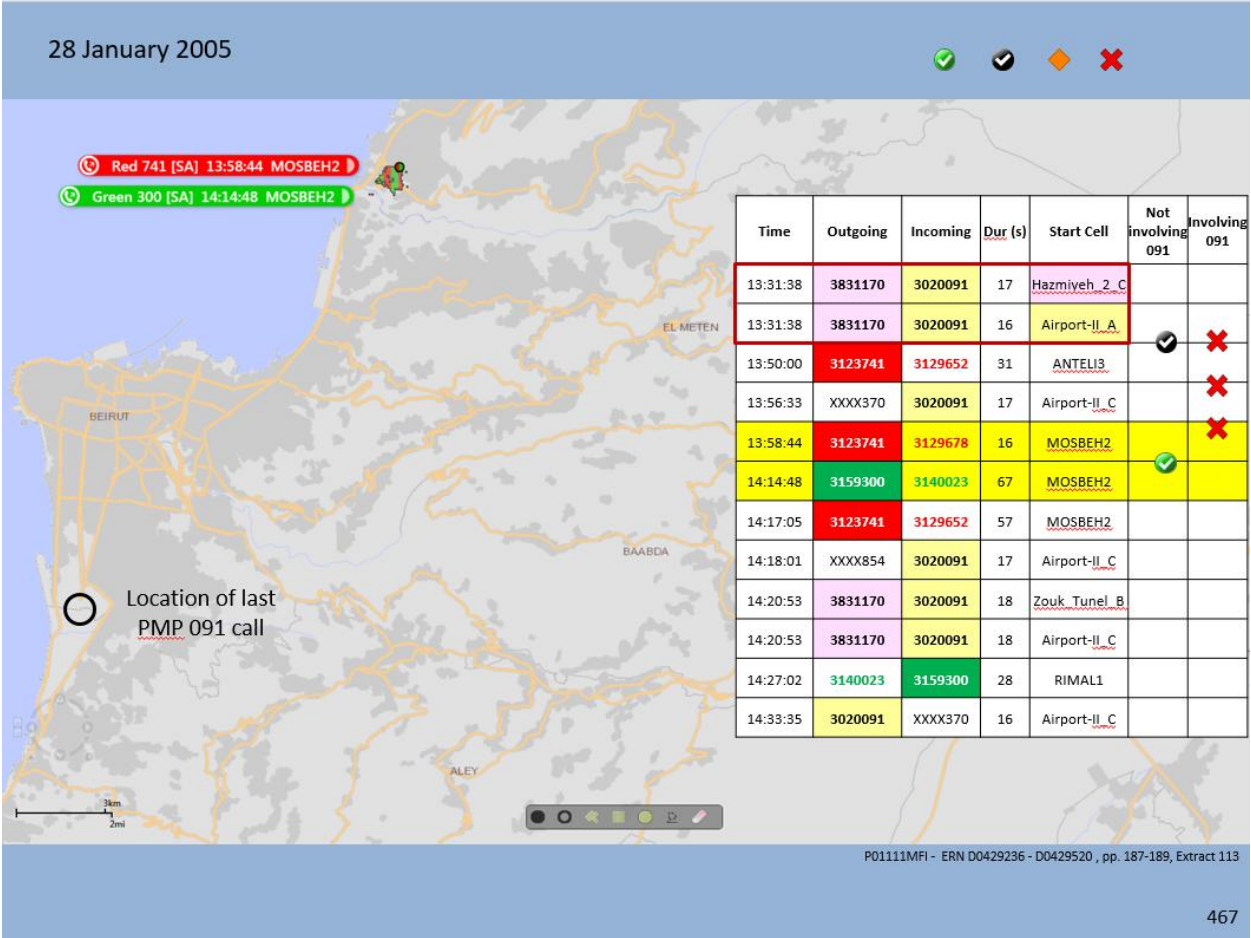 28 January 2005
Red 741 [SA] 13:58:44 MOSBEH2
Green 300 [SA] 14:14:48 MOSBEH2
EL METEN
BEIRUT
BAABDA
Location of last
PMP 091 call
ALEY
3km
2mi
Time Outgoing Incoming Dur (s) Start Cell Not involving 091 Involving 091
13:31:38 3831170 3020091 17 Hazmiyeh_2_C
13:31:38 3831170 3020091 16 Airport-II_A
13:50:00 3123741 3129652 31 ANTELI3
13:56:33 XXXX370 3020091 17 Airport-II_C
13:58:44 3123741 3129678 16 MOSBEH2
14:14:48 3159300 3140023 67 MOSBEH2
14:17:05 3123741 3129652 57 MOSBEH2
14:18:01 XXXX854 3020091 17 Airport-II_C
14:20:53 3831170 3020091 18 Zouk_Tunel_B
14:20:53 3831170 3020091 18 Airport-II_C
14:27:02 3140023 3159300 28 RIMAL1
14:33:35 3020091 XXXX370 16 Airport-II_C
P01111MFI - ERN D0429236 - D0429520 , pp. 187-189, Extract 113
467